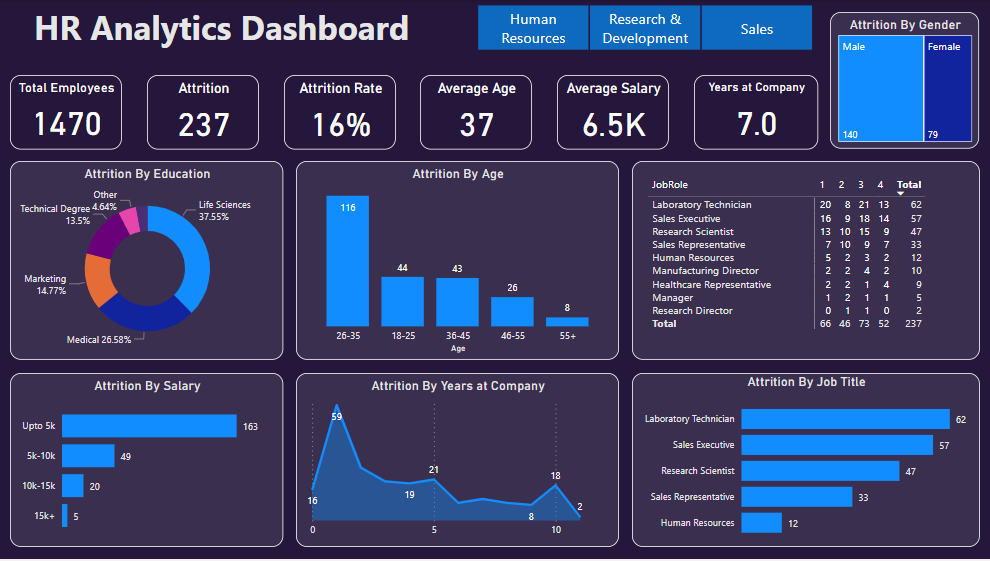 HR Analytics Dashboard
Human
Resources
Research &
Development
Sales
Attrition By Gender
Male
Female
140
79
Total Employees
1470
Attrition
237
Attrition Rate
16%
Average Age
37
Average Salary
6.5K
Years at Company
7.0
Attrition By Education
Other
4.64%
Technical Degree
13.5%
Life Sciences
37.55%
Marketing
14.77%
Medical 26.58%
Attrition By Age
116
44
43
26
8
26-35
18-25
36-45
46-55
55+
Age
JobRole 1 2 3 4 Total
Laboratory Technician 20 8 21 13 62
Sales Executive 16 9 18 14 57
Research Scientist 13 10 15 9 47
Sales Representative 7 10 9 7 33
Human Resources 5 2 3 2 12
Manufacturing Director 2 2 4 2 10
Healthcare Representative 2 2 1 4 9
Manager 1 2 1 1 5
Research Director 0 1 1 0 2
Total 66 46 73 52 237
Attrition By Salary
Upto 5k 163
5k-10k 49
10k-15k 20
15k+ 5
Attrition By Years at Company
59
16
19
21
8
18
2
0
5
10
Attrition By Job Title
Laboratory Technician 62
Sales Executive 57
Research Scientist 47
Sales Representative 33
Human Resources 12